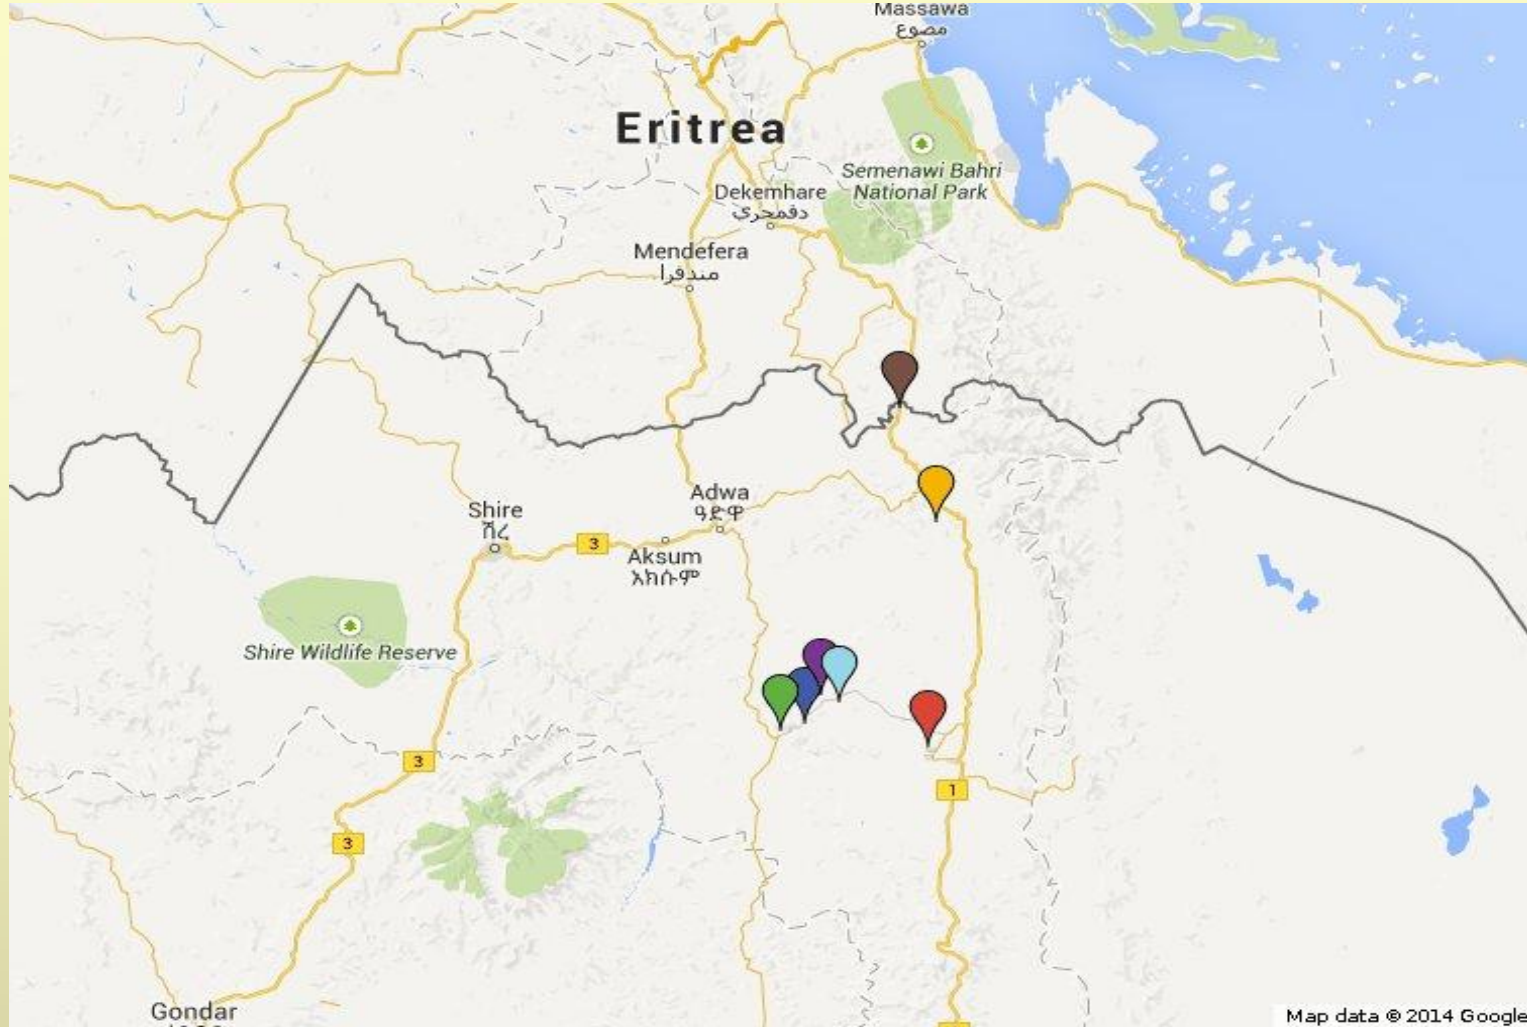 Massawa
مصوع
Eritrea
Semenawi Bahri
National Park
Dekemhare
دقمحري
Mendefera
مندفرا
Adwa
ዓድዋ
Shire
ሽሬ
3
Aksum
አክሱም
Shire Wildlife Reserve
3
1
3
Gondar
Map data © 2014 Google